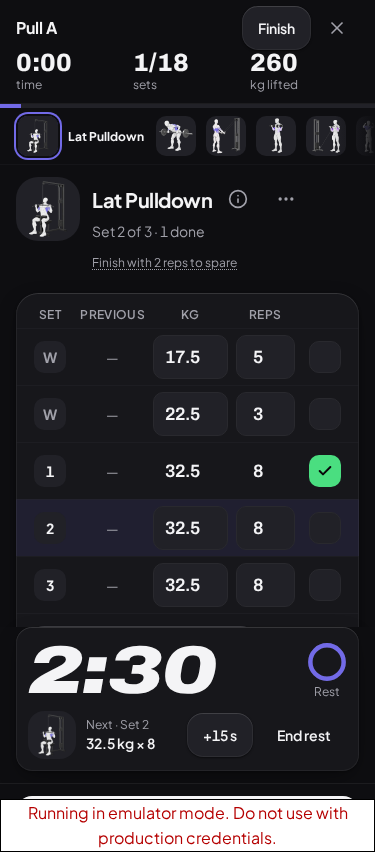 Pull A
Finish
0:00
1/18
260
time
sets
kg lifted
Lat Pulldown
Lat Pulldown
Set 2 of 3 · 1 done
Finish with 2 reps to spare
SET PREVIOUS KG REPS
W – 17.5 5
W – 22.5 3
1 – 32.5 8
2 – 32.5 8
3 – 32.5 8
2:30
Rest
Next · Set 2
32.5 kg × 8
+15 s
End rest
Running in emulator mode. Do not use with
production credentials.